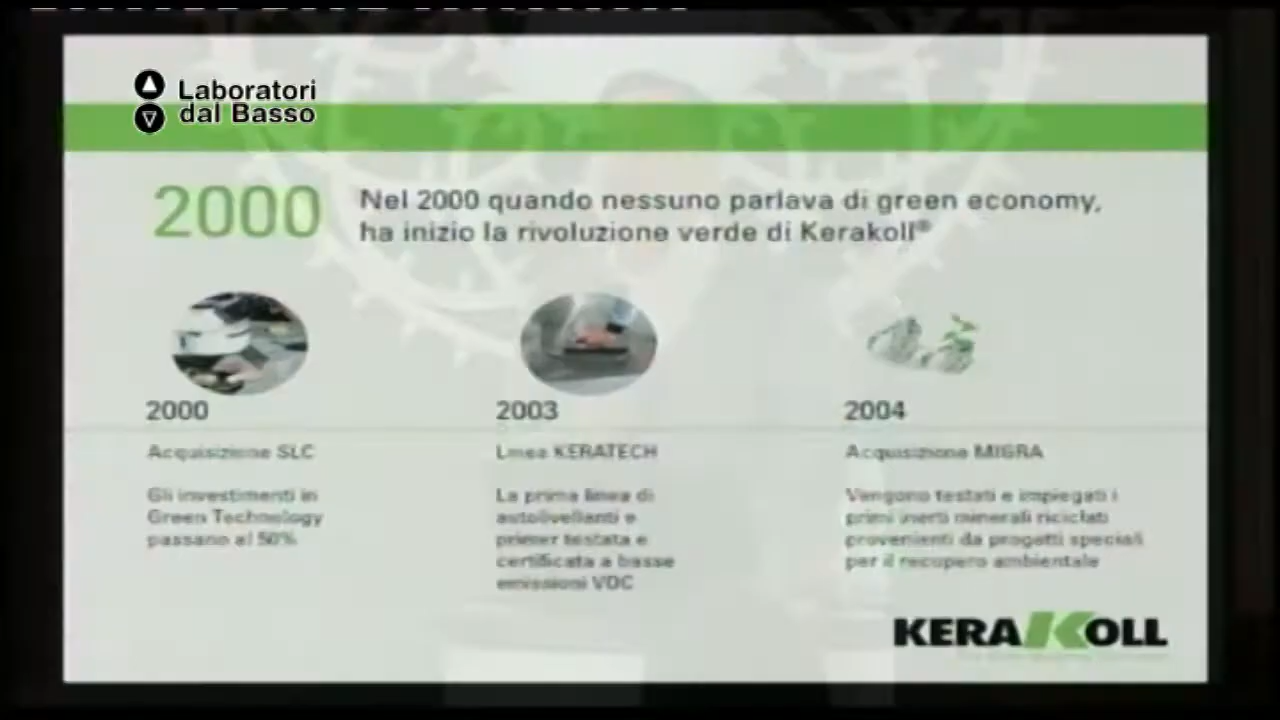 Laboratori
dal Basso
2000
Nel 2000 quando nessuno parlava di green economy,
ha inizio la rivoluzione verde di Kerakoll®
2000
Acquisizione SLC
Gli investimenti in
Green Technology
passano al 50%
2003
Linea KERATECH
La prima linea di
autolivellanti e
primer testata e
certificata a basse
emissioni VOC
2004
Acquisizione MIGRA
Vengono testati e impiegati i
primi inerti minerali riciclati
provenienti da progetti speciali
per il recupero ambientale
KERAKOLL